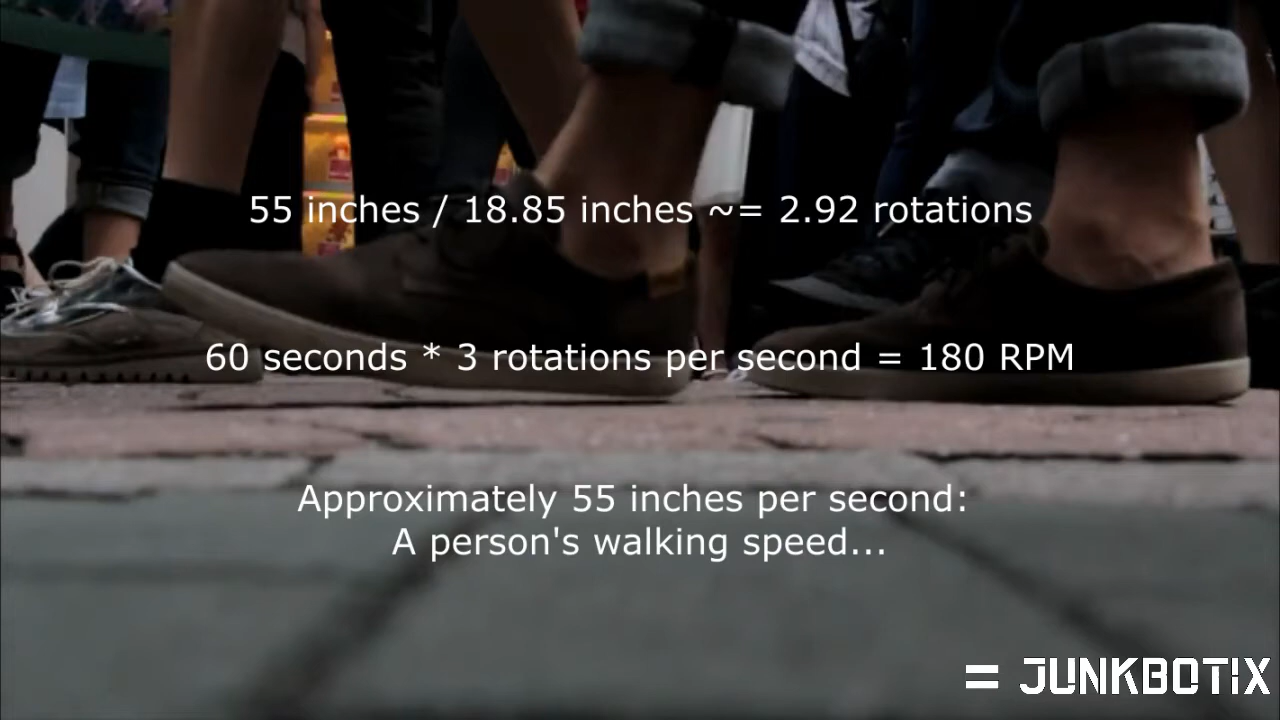 55 inches / 18.85 inches ~= 2.92 rotations
60 seconds * 3 rotations per second = 180 RPM
Approximately 55 inches per second:
A person's walking speed...
= JUNKBOTIX